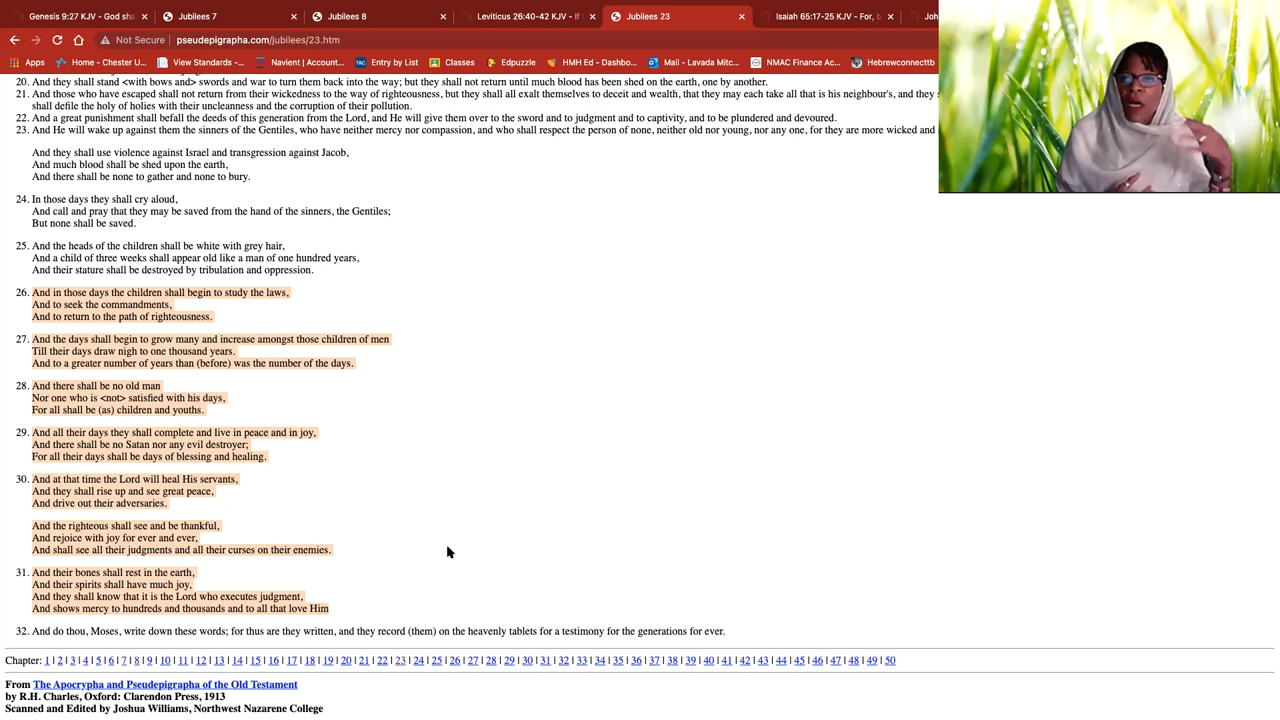 Genesis 9:27 KJV - God sha
Jubilees 7
Jubilees 8
Leviticus 26:40-42 KJV - If t
Jubilees 23
Isaiah 65:17-25 KJV - For, b
Joh
Not Secure | pseudepigrapha.com/jubilees/23.htm
Apps
Home - Chester U...
View Standards -...
Navient | Account...
Entry by List
Classes
Edpuzzle
HMH Ed - Dashbo...
Mail - Lavada Mitc...
NMAC Finance Ac...
Hebrewconnecttb
20. And they shall stand <with bows and> swords and war to turn them back into the way; but they shall not return until much blood has been shed on the earth, one by another.
21. And those who have escaped shall not return from their wickedness to the way of righteousness, but they shall all exalt themselves to deceit and wealth, that they may each take all that is his neighbour's, and they s
shall defile the holy of holies with their uncleanness and the corruption of their pollution.
22. And a great punishment shall befall the deeds of this generation from the Lord, and He will give them over to the sword and to judgment and to captivity, and to be plundered and devoured.
23. And He will wake up against them the sinners of the Gentiles, who have neither mercy nor compassion, and who shall respect the person of none, neither old nor young, nor any one, for they are more wicked and
And they shall use violence against Israel and transgression against Jacob,
And much blood shall be shed upon the earth,
And there shall be none to gather and none to bury.
24. In those days they shall cry aloud,
And call and pray that they may be saved from the hand of the sinners, the Gentiles;
But none shall be saved.
25. And the heads of the children shall be white with grey hair,
And a child of three weeks shall appear old like a man of one hundred years,
And their stature shall be destroyed by tribulation and oppression.
26. And in those days the children shall begin to study the laws,
And to seek the commandments,
And to return to the path of righteousness.
27. And the days shall begin to grow many and increase amongst those children of men
Till their days draw nigh to one thousand years.
And to a greater number of years than (before) was the number of the days.
28. And there shall be no old man
Nor one who is <not> satisfied with his days,
For all shall be (as) children and youths.
29. And all their days they shall complete and live in peace and in joy,
And there shall be no Satan nor any evil destroyer;
For all their days shall be days of blessing and healing.
30. And at that time the Lord will heal His servants,
And they shall rise up and see great peace,
And drive out their adversaries.
And the righteous shall see and be thankful,
And rejoice with joy for ever and ever,
And shall see all their judgments and all their curses on their enemies.
31. And their bones shall rest in the earth,
And their spirits shall have much joy,
And they shall know that it is the Lord who executes judgment,
And shows mercy to hundreds and thousands and to all that love Him
32. And do thou, Moses, write down these words; for thus are they written, and they record (them) on the heavenly tablets for a testimony for the generations for ever.
Chapter: 1 | 2 | 3 | 4 | 5 | 6 | 7 | 8 | 9 | 10 | 11 | 12 | 13 | 14 | 15 | 16 | 17 | 18 | 19 | 20 | 21 | 22 | 23 | 24 | 25 | 26 | 27 | 28 | 29 | 30 | 31 | 32 | 33 | 34 | 35 | 36 | 37 | 38 | 39 | 40 | 41 | 42 | 43 | 44 | 45 | 46 | 47 | 48 | 49 | 50
From The Apocrypha and Pseudepigrapha of the Old Testament
by R.H. Charles, Oxford: Clarendon Press, 1913
Scanned and Edited by Joshua Williams, Northwest Nazarene College